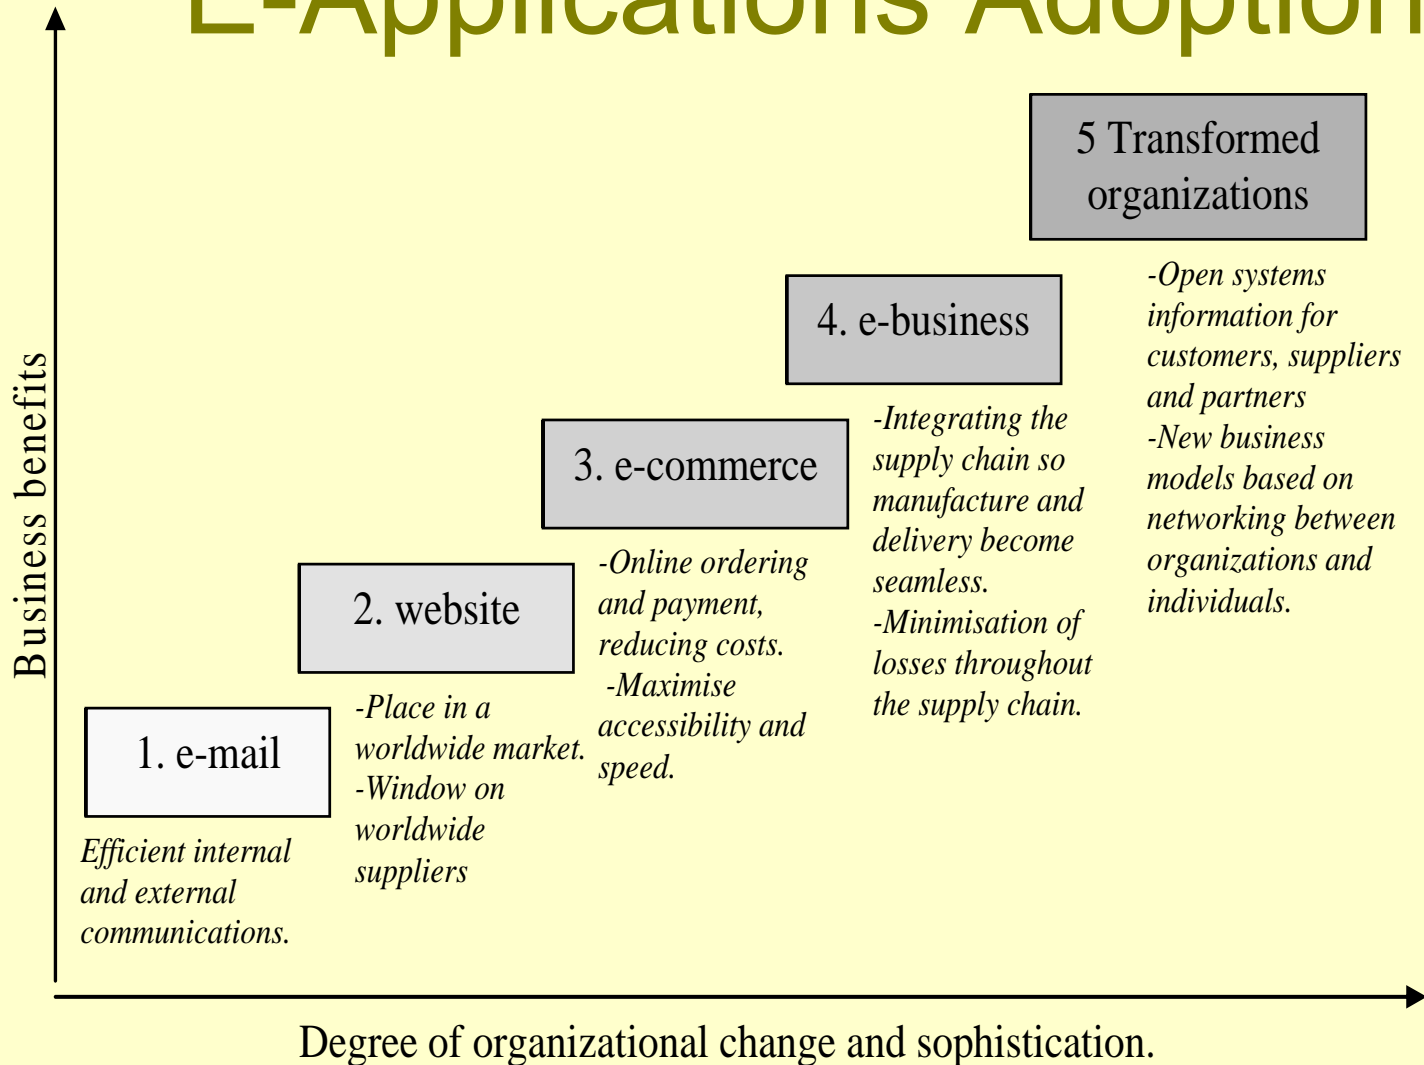 E-Applications Adoption
5 Transformed
organizations
-Open systems
information for
customers, suppliers
and partners
-New business
models based on
networking between
organizations and
individuals.
4. e-business
-Integrating the
supply chain so
manufacture and
delivery become
seamless.
-Minimisation of
losses throughout
the supply chain.
3. e-commerce
-Online ordering
and payment,
reducing costs.
-Maximise
accessibility and
speed.
2. website
-Place in a
worldwide market.
-Window on
worldwide
suppliers
1. e-mail
Efficient internal
and external
communications.
Business benefits
Degree of organizational change and sophistication.